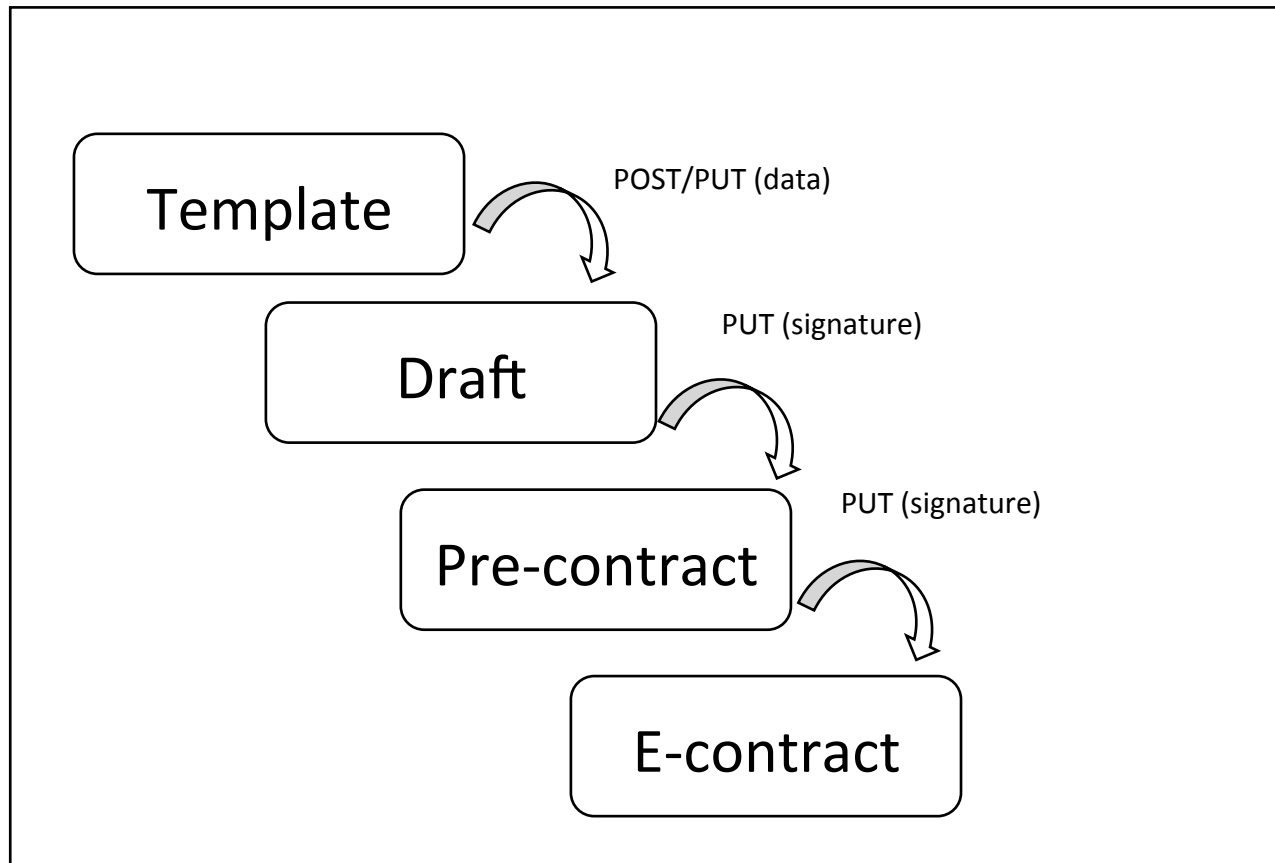 Template
POST/PUT (data)
Draft
PUT (signature)
Pre-contract
PUT (signature)
E-contract